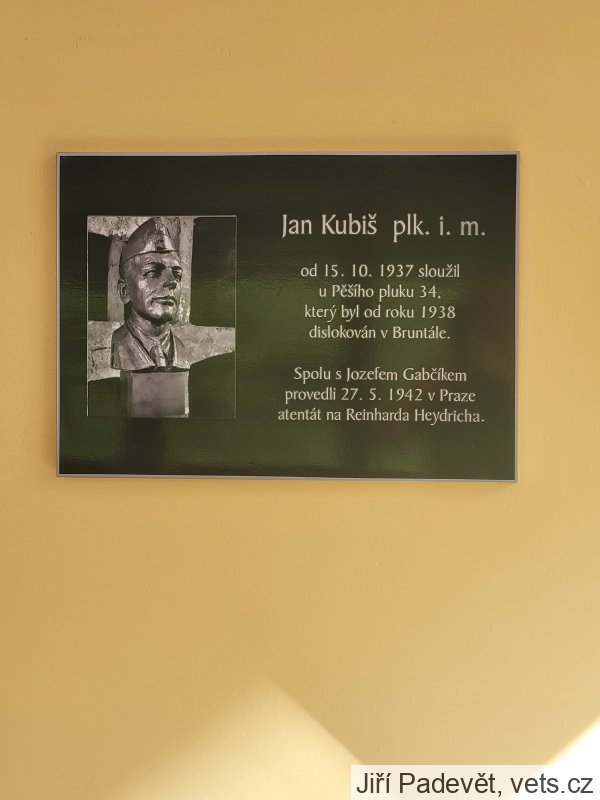 Jan Kubiš plk. i. m.
od 15. 10. 1937 sloužil
u Pěšího pluku 34,
který byl od roku 1938
dislokován v Bruntále.
Spolu s Jozefem Gabčíkem
provedli 27. 5. 1942 v Praze
atentát na Reinharda Heydricha.
Jiří Padevět, vets.cz